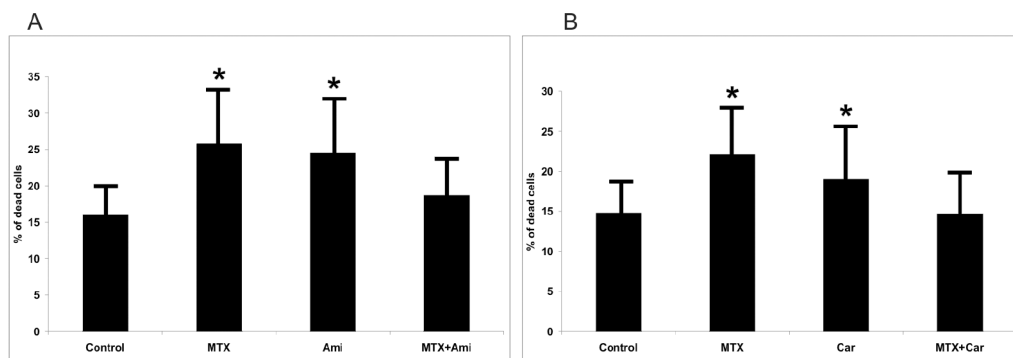 A
% of dead cells
35
30
25
20
15
10
5
0
* *
Control MTX Ami MTX+Ami
B
% of dead cells
30
25
20
15
10
5
0
* *
Control MTX Car MTX+Car